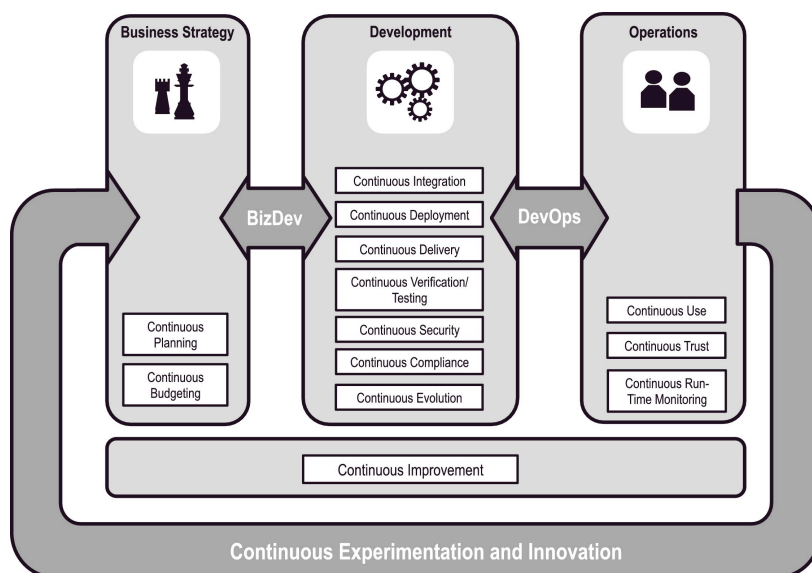 Business Strategy
Development
Operations
BizDev
DevOps
Continuous
Planning
Continuous
Budgeting
Continuous Integration
Continuous Deployment
Continuous Delivery
Continuous Verification/
Testing
Continuous Security
Continuous Compliance
Continuous Evolution
Continuous Use
Continuous Trust
Continuous Run-
Time Monitoring
Continuous Improvement
Continuous Experimentation and Innovation